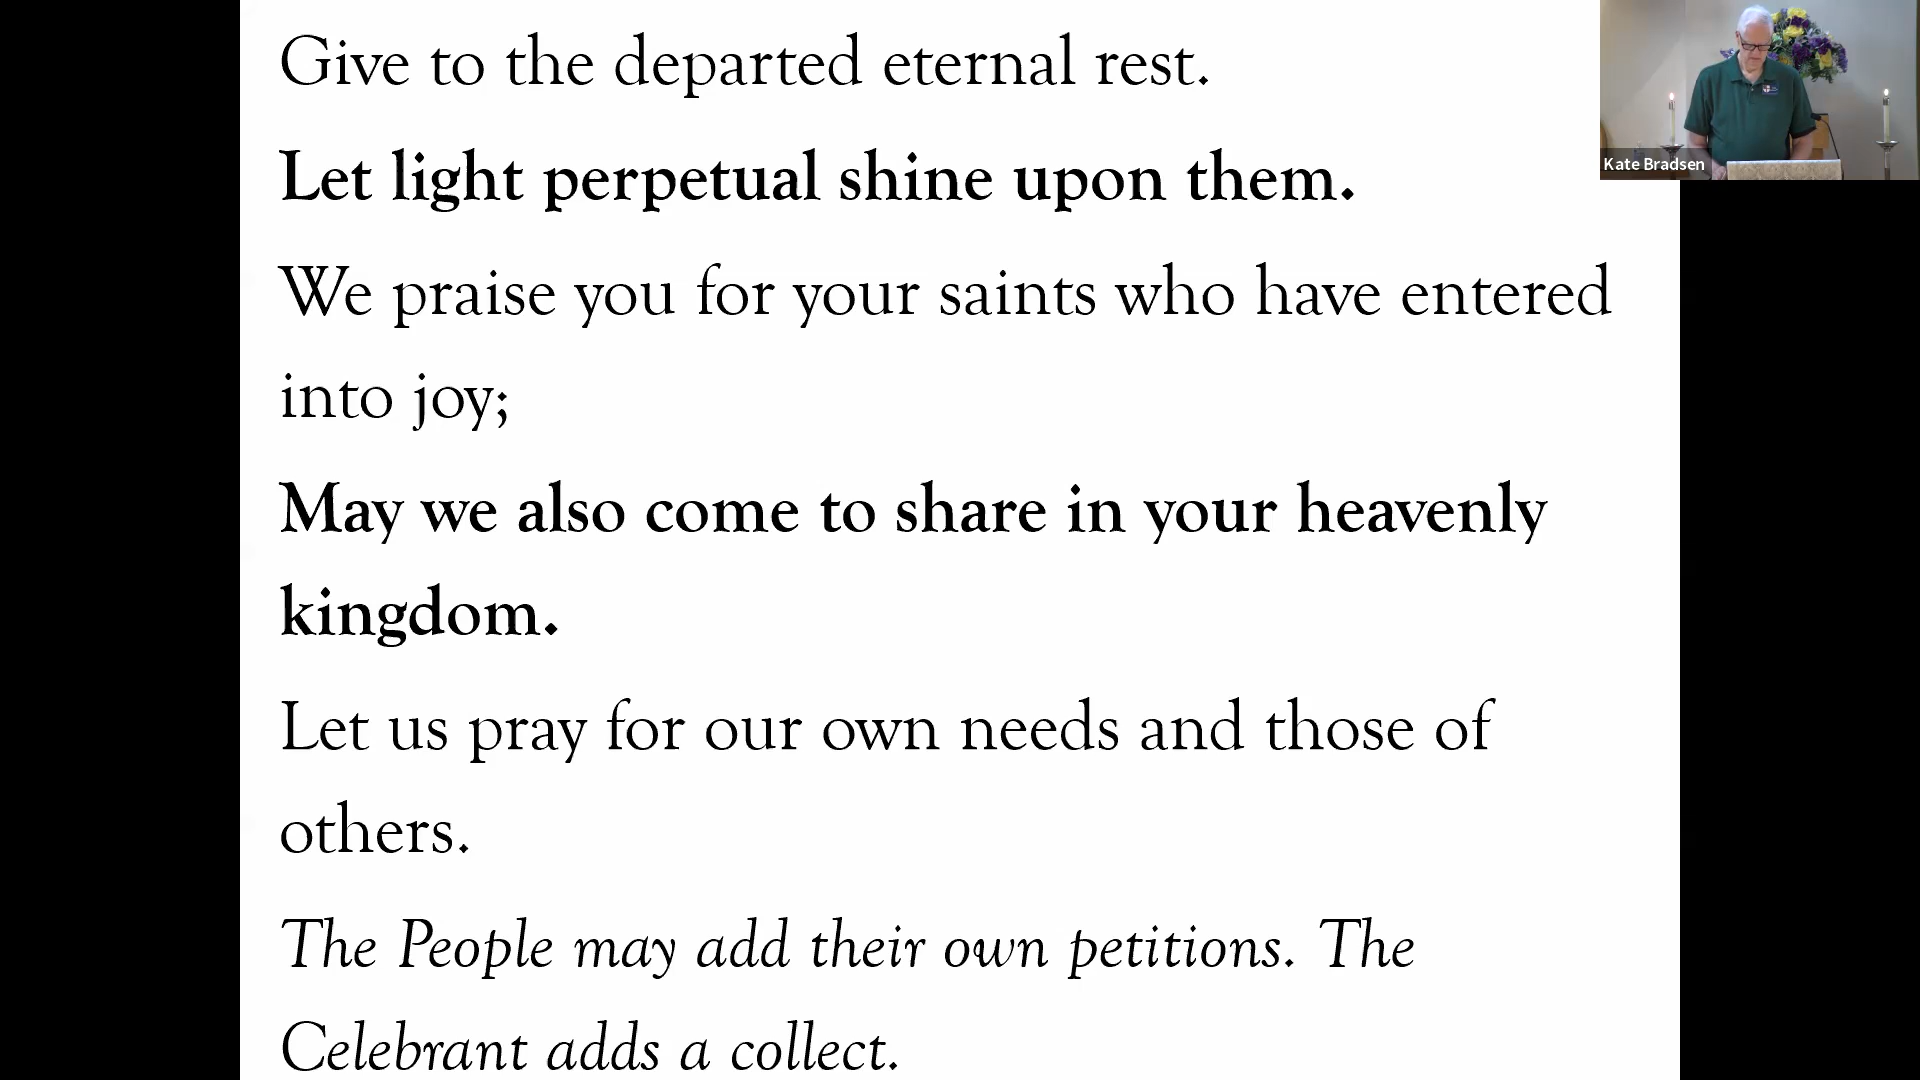 Give to the departed eternal rest.
Let light perpetual shine upon them.
We praise you for your saints who have entered
into joy;
May we also come to share in your heavenly
kingdom.
Let us pray for our own needs and those of
others.
The People may add their own petitions. The
Celebrant adds a collect.
Kate Bradsen